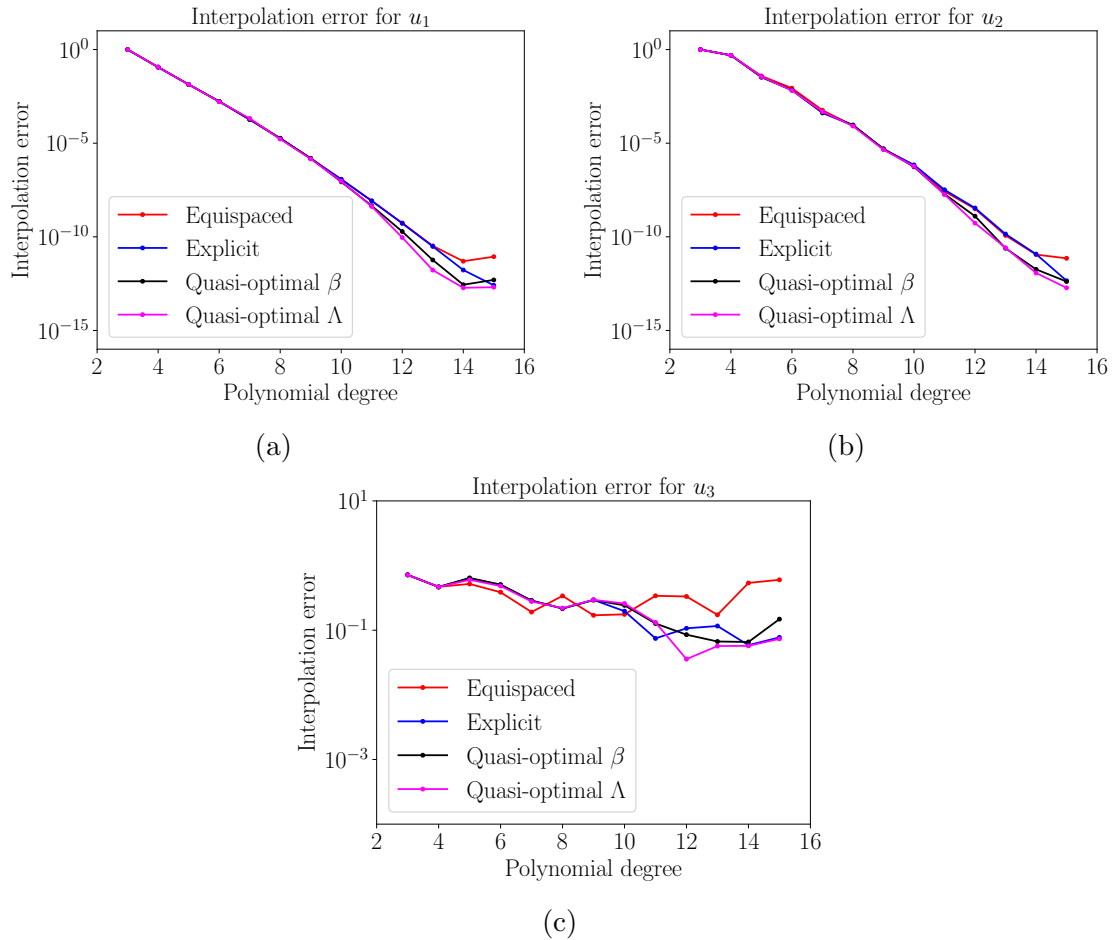 Interpolation error for u₁
10⁰
10⁻⁵
10⁻¹⁰
10⁻¹⁵
Interpolation error
Equispaced
Explicit
Quasi-optimal β
Quasi-optimal Λ
2 4 6 8 10 12 14 16
Polynomial degree
(a)
Interpolation error for u₂
10⁰
10⁻⁵
10⁻¹⁰
10⁻¹⁵
Interpolation error
Equispaced
Explicit
Quasi-optimal β
Quasi-optimal Λ
2 4 6 8 10 12 14 16
Polynomial degree
(b)
Interpolation error for u₃
10¹
10⁻¹
10⁻³
Interpolation error
Equispaced
Explicit
Quasi-optimal β
Quasi-optimal Λ
2 4 6 8 10 12 14 16
Polynomial degree
(c)